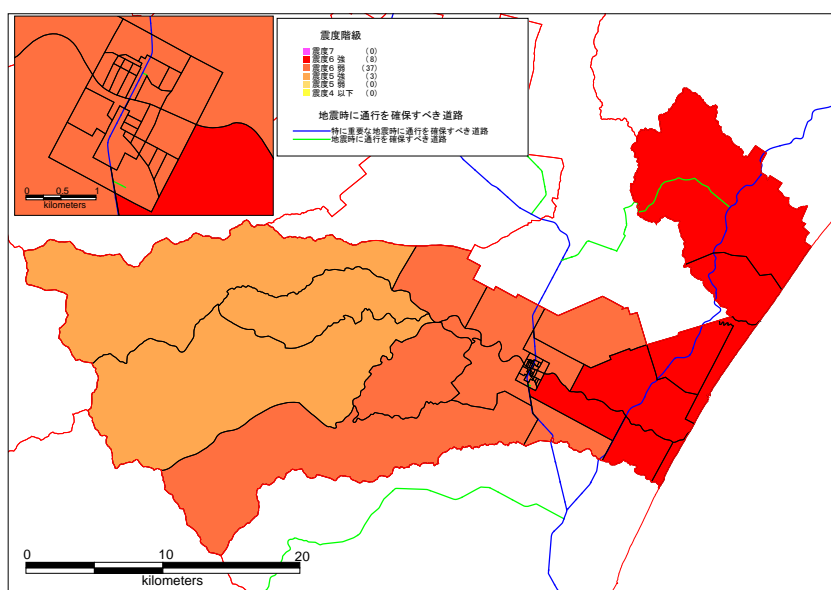 震度階級
震度7 (0)
震度6 強 (8)
震度6 弱 (37)
震度5 強 (3)
震度5 弱 (0)
震度4 以下 (0)
地震時に通行を確保すべき道路
特に重要な地震時に通行を確保すべき道路
地震時に通行を確保すべき道路
0 0.5 1
kilometers
0 10 20
kilometers